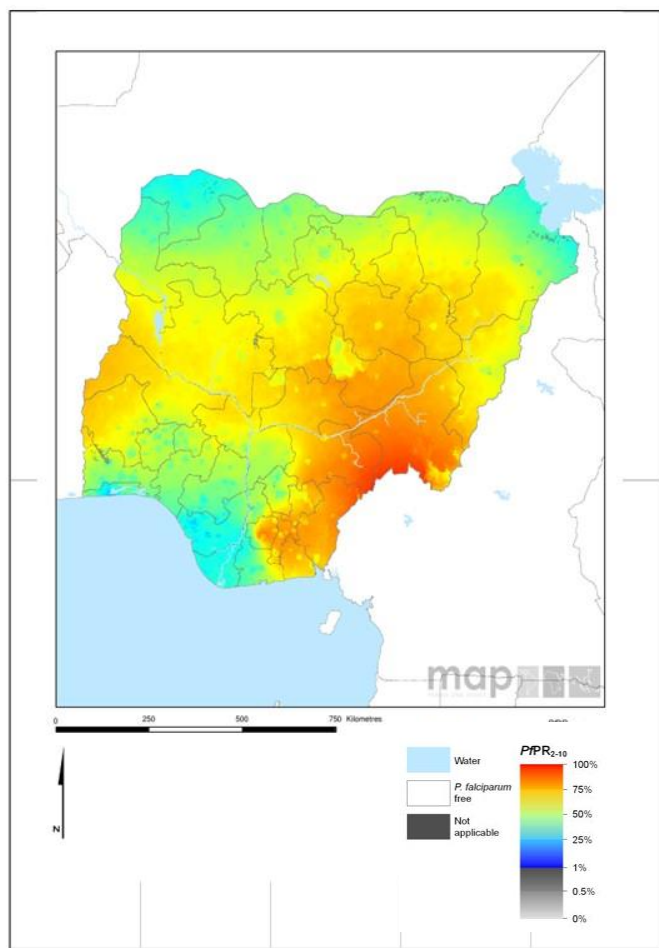 map
0 250 500 750 Kilometres
Water
P. falciparum
free
Not
applicable
PfPR2-10
100%
75%
50%
25%
1%
0.5%
0%
N